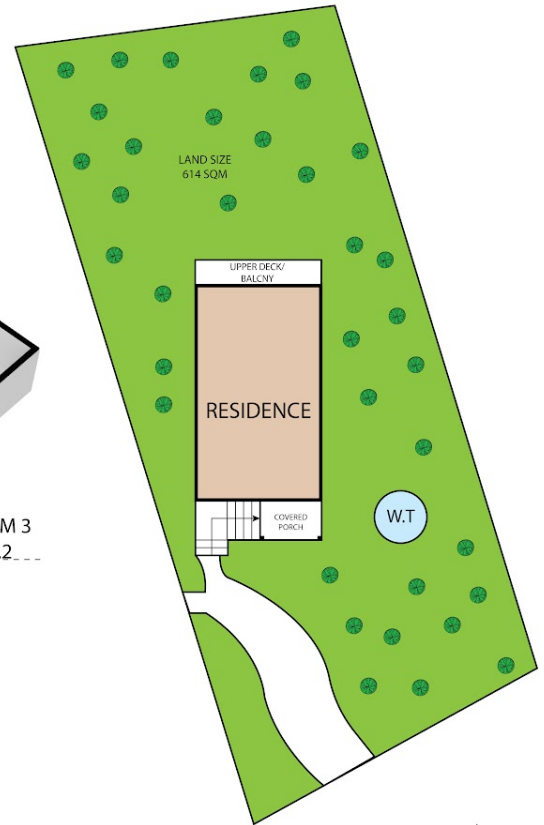 LAND SIZE
614 SQM
UPPER DECK/
BALCNY
RESIDENCE
COVERED
PORCH
W.T
M 3
.2